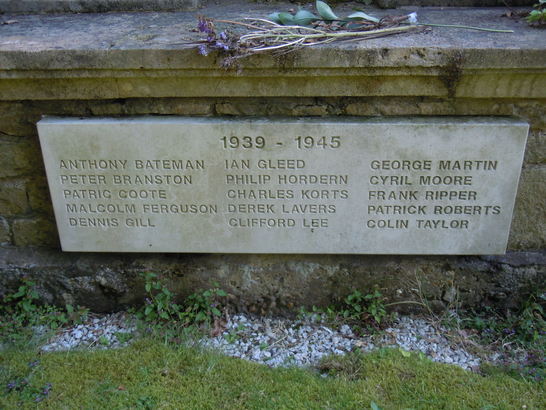 1939 - 1945
ANTHONY BATEMAN
PETER BRANSTON
PATRIC COOTE
MALCOLM FERGUSON
DENNIS GILL
IAN GLEED
PHILIP HORDERN
CHARLES KORTS
DEREK LAVERS
CLIFFORD LEE
GEORGE MARTIN
CYRIL MOORE
FRANK RIPPER
PATRICK ROBERTS
COLIN TAYLOR